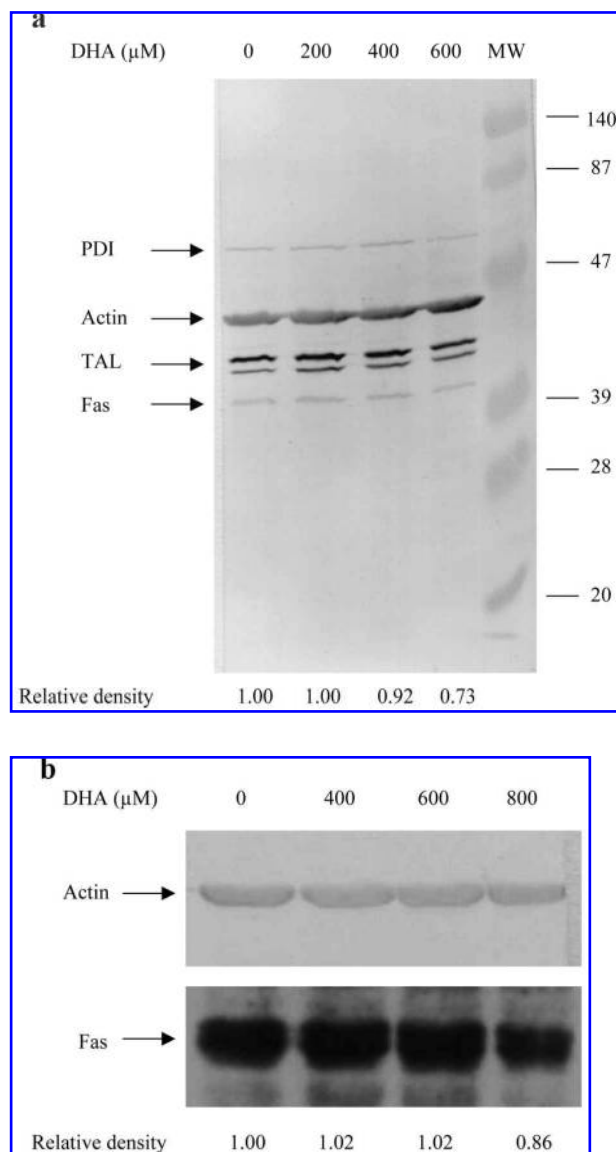 a
DHA (µM) 0 200 400 600 MW
140
87
PDI
47
Actin
TAL
Fas
39
28
20
Relative density 1.00 1.00 0.92 0.73
b
DHA (µM) 0 400 600 800
Actin
Fas
Relative density 1.00 1.02 1.02 0.86